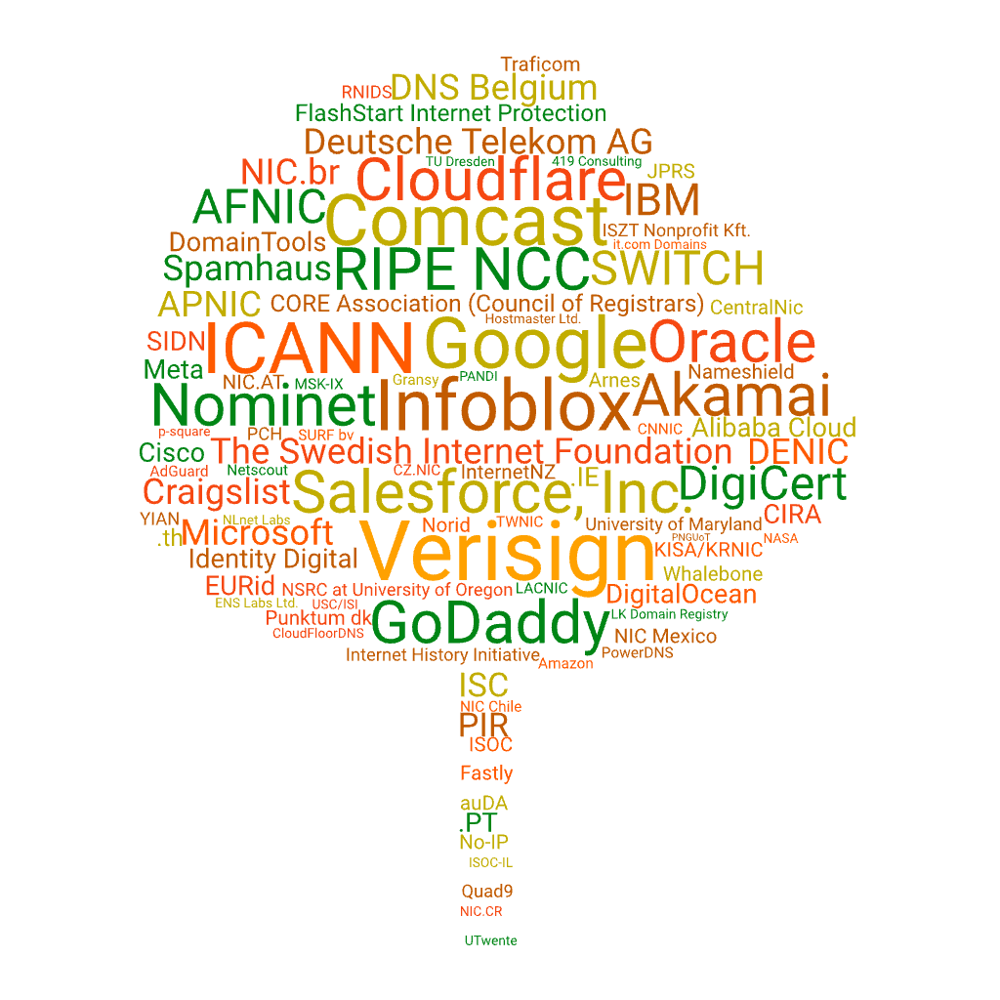 Traficom
RNIDS DNS Belgium
FlashStart Internet Protection
Deutsche Telekom AG
TU Dresden 419 Consulting
NIC.br Cloudflare JPRS
AFNIC Comcast IBM
ISZT Nonprofit Kft.
DomainTools it.com Domains
Spamhaus RIPE NCC SWITCH
APNIC CORE Association (Council of Registrars) CentralNic
Hostmaster Ltd.
SIDN ICANN Google Oracle
Meta Nameshield
NIC.AT MSK-IX Gransy PANDI Arnes
Nominet Infoblox Akamai
p-square PCH SURF bv CNNIC Alibaba Cloud
Cisco The Swedish Internet Foundation DENIC
AdGuard Netscout CZ.NIC InternetNZ
Craigslist Salesforce, Inc. .IE DigiCert
YIAN NLnet Labs CIRA
.th Microsoft Norid TWNIC University of Maryland
PNGUoT NASA
Identity Digital Verisign KISA/KRNIC
Whalebone
EURid NSRC at University of Oregon LACNIC DigitalOcean
ENS Labs Ltd. USC/ISI
Punktum dk GoDaddy LK Domain Registry
CloudFloorDNS NIC Mexico
Internet History Initiative PowerDNS
Amazon
ISC
NIC Chile
PIR
ISOC
Fastly
auDA
.PT
No-IP
ISOC-IL
Quad9
NIC.CR
UTwente